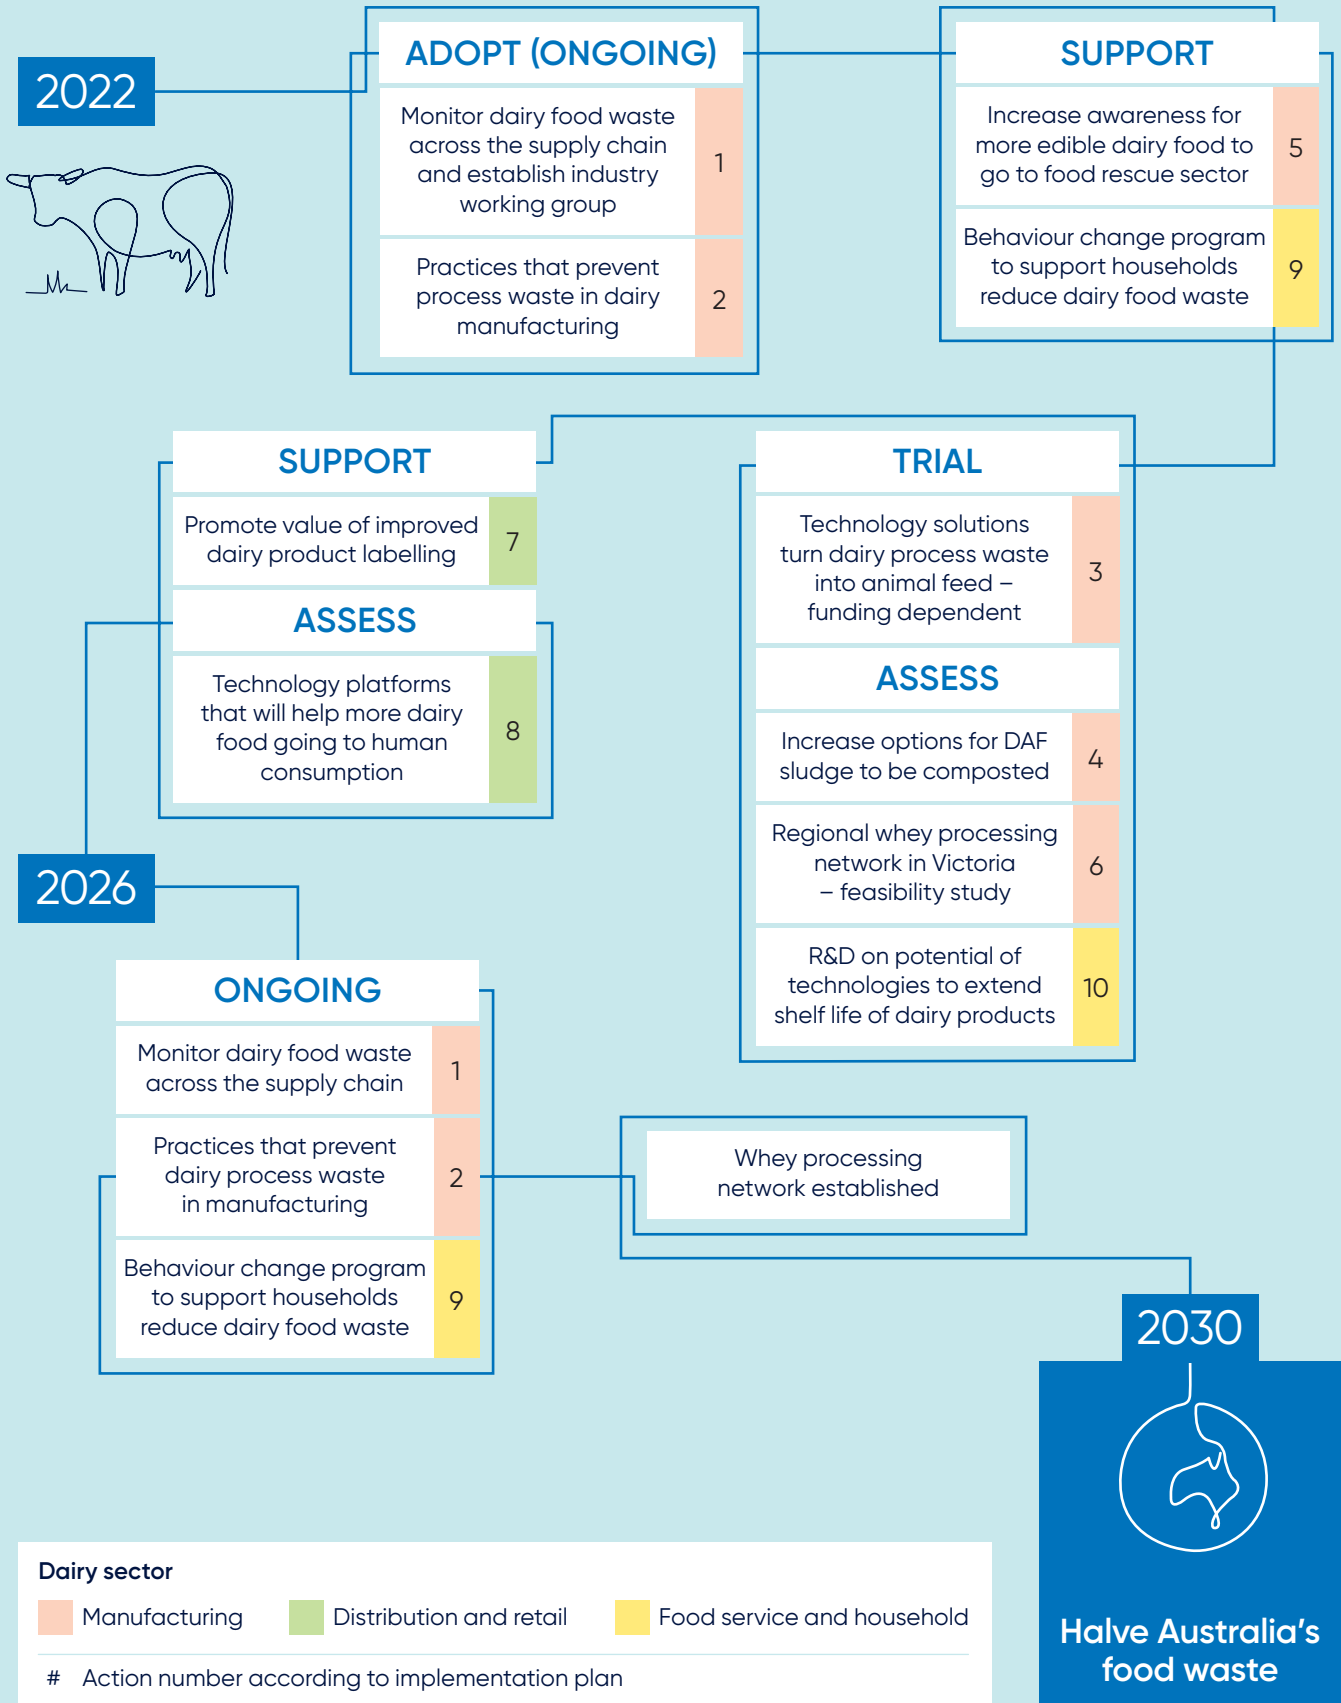 2022
ADOPT (ONGOING)
Monitor dairy food waste
across the supply chain
and establish industry
working group
1
Practices that prevent
process waste in dairy
manufacturing
2
SUPPORT
Increase awareness for
more edible dairy food to
go to food rescue sector
5
Behaviour change program
to support households
reduce dairy food waste
9
TRIAL
Technology solutions
turn dairy process waste
into animal feed –
funding dependent
3
ASSESS
Increase options for DAF
sludge to be composted
4
Regional whey processing
network in Victoria
– feasibility study
6
R&D on potential of
technologies to extend
shelf life of dairy products
10
SUPPORT
Promote value of improved
dairy product labelling
7
ASSESS
Technology platforms
that will help more dairy
food going to human
consumption
8
2026
ONGOING
Monitor dairy food waste
across the supply chain
1
Practices that prevent
dairy process waste
in manufacturing
2
Behaviour change program
to support households
reduce dairy food waste
9
Whey processing
network established
2030
Halve Australia's
food waste
Dairy sector
Manufacturing
Distribution and retail
Food service and household
# Action number according to implementation plan